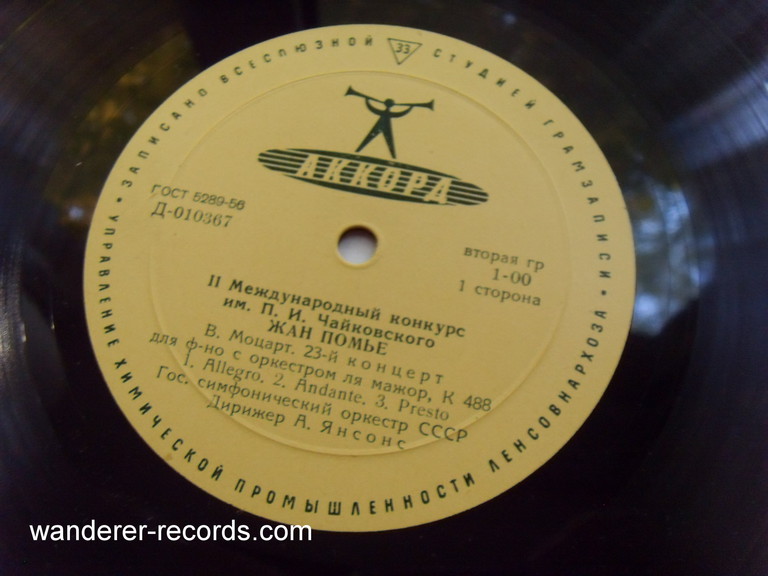 • ЗАПИСАНО ВСЕСОЮЗНОЙ 33 СТУДИЕЙ ГРАМЗАПИСИ •
АККОРД
ГОСТ 5289-56
Д-010367
вторая гр
1-00
1 сторона
II Международный конкурс
им. П. И. Чайковского
ЖАН ПОМЬЕ
В. Моцарт. 23-й концерт
для ф-но с оркестром ля мажор, К 488
1. Allegro. 2. Andante. 3. Presto
Гос. симфонический оркестр СССР
Дирижер А. Янсонс
УПРАВЛЕНИЕ ХИМИЧЕСКОЙ ПРОМЫШЛЕННОСТИ ЛЕНСОВНАРХОЗА
wanderer-records.com